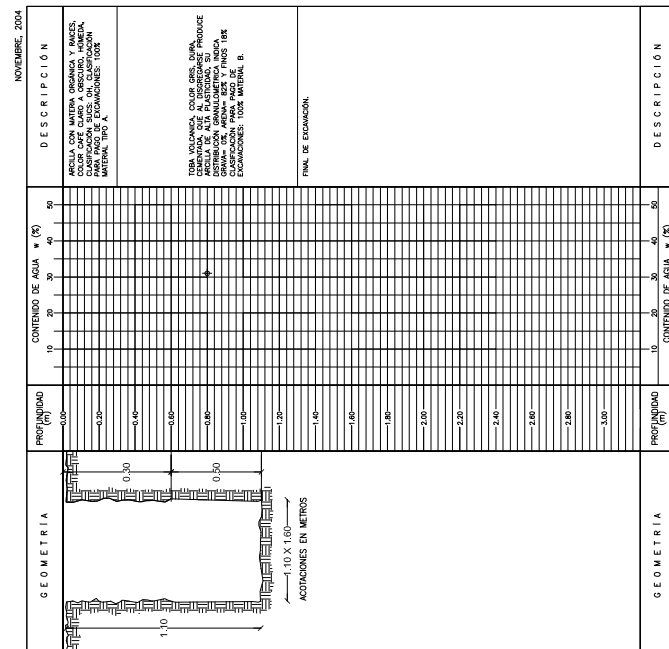 NOVIEMBRE, 2004
GEOMETRIA
PROFUNDIDAD
(m)
CONTENIDO DE AGUA w (%)
10
20
30
40
50
DESCRIPCIÓN
0.00
0.20
0.40
0.60
0.80
1.00
1.20
1.40
1.60
1.80
2.00
2.20
2.40
2.60
2.80
3.00
1.10
0.30
0.50
1.10 X 1.60
ACOTACIONES EN METROS
ARCILLA CON MATERIA ORGÁNICA Y RAICES,
COLOR CAFÉ CLARO A OBSCURO, HÚMEDA,
CLASIFICACIÓN SUCS: OH, CLASIFICACIÓN
PARA PAGO DE EXCAVACIONES: 100%
MATERIAL TIPO A.
TOBA VOLCANICA, COLOR GRIS, DURA,
CEMENTADA, QUE AL DISGREGARSE PRODUCE
ARCILLA DE ALTA PLASTICIDAD, SU
DISTRIBUCIÓN GRANULOMÉTRICA INDICA
GRAVA= 0%, ARENA= 82% Y FINOS 18%
CLASIFICACIÓN PARA PAGO DE
EXCAVACIONES: 100% MATERIAL B.
FINAL DE EXCAVACIÓN.
GEOMETRIA
PROFUNDIDAD
(m)
10
20
30
40
50
CONTENIDO DE AGUA w (%)
DESCRIPCIÓN